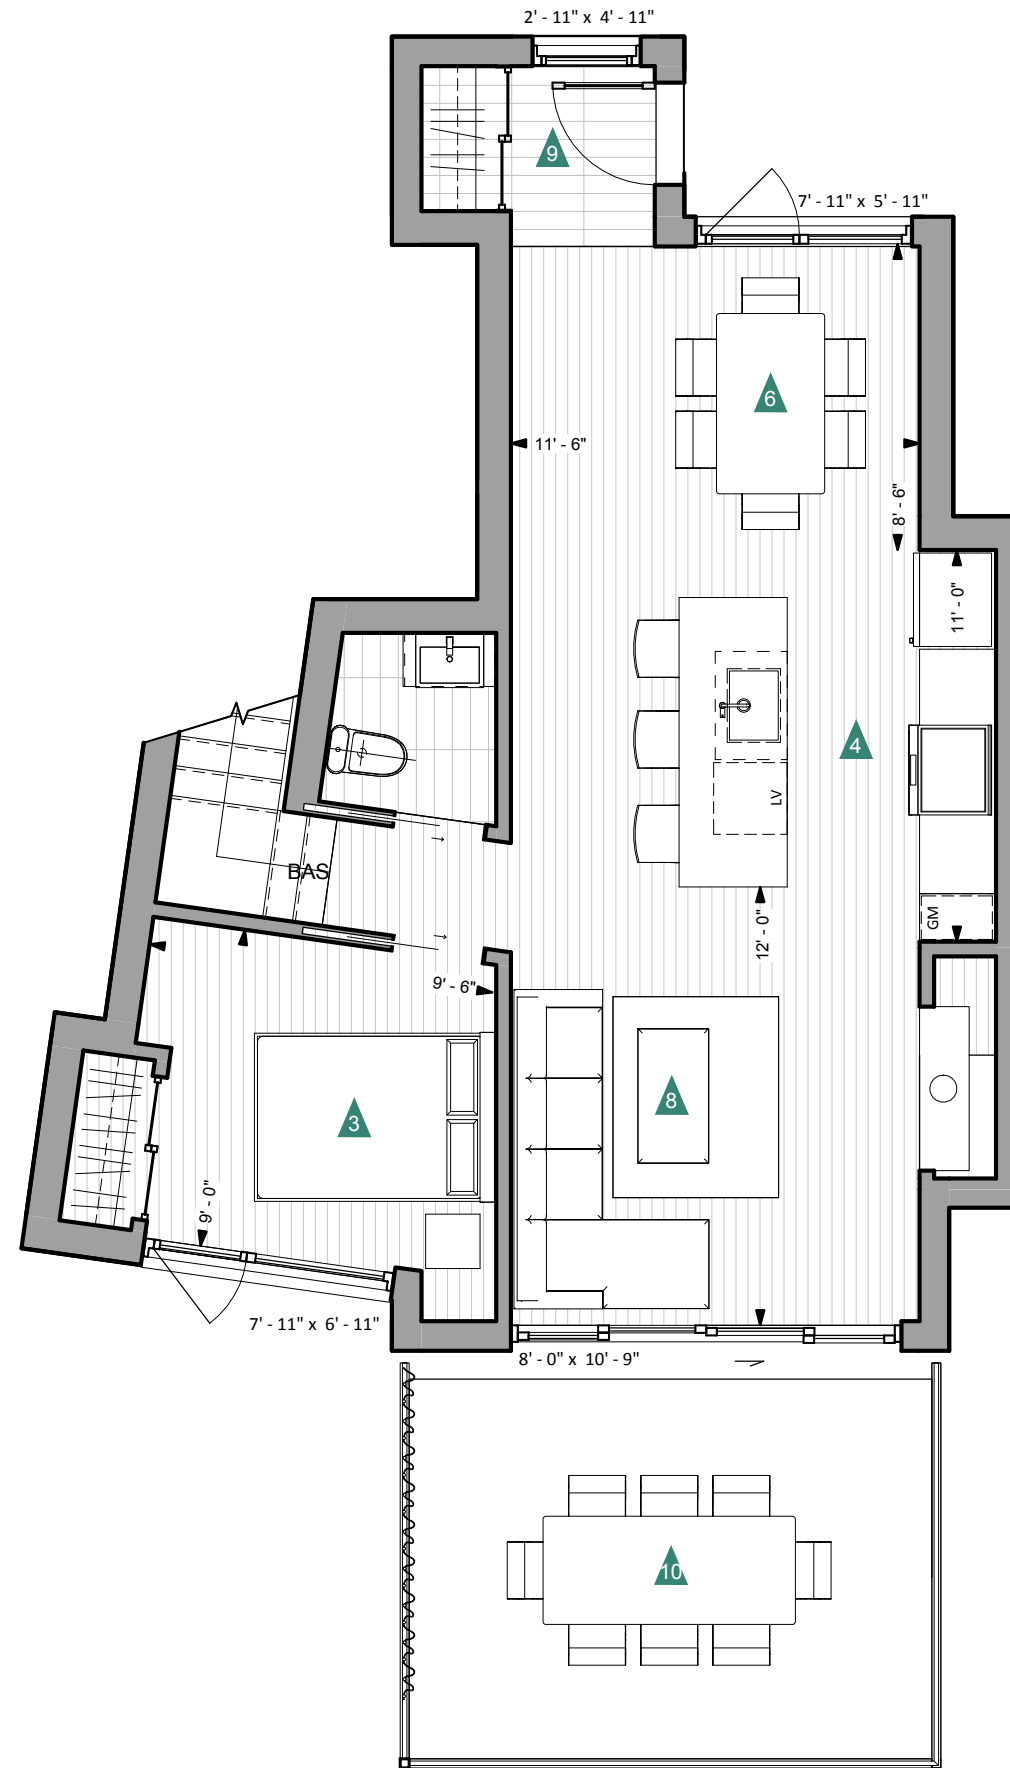 2' - 11" x 4' - 11"
9
7' - 11" x 5' - 11"
6
11' - 6"
8' - 6"
11' - 0"
4
LV
BAS
GM
12' - 0"
9' - 6"
8
3
9' - 0"
7' - 11" x 6' - 11"
8' - 0" x 10' - 9"
10